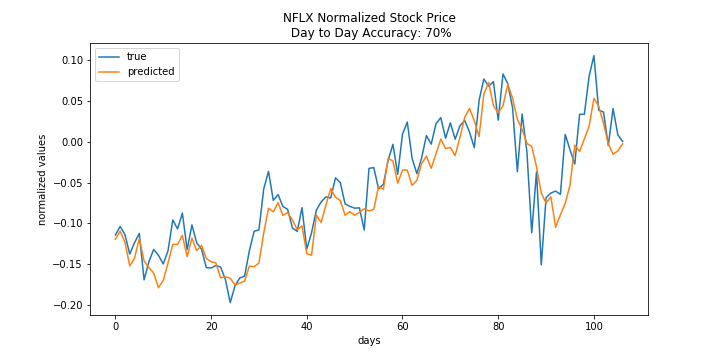 NFLX Normalized Stock Price
Day to Day Accuracy: 70%
true
predicted
normalized values
0.10
0.05
0.00
−0.05
−0.10
−0.15
−0.20
0
20
40
60
80
100
days